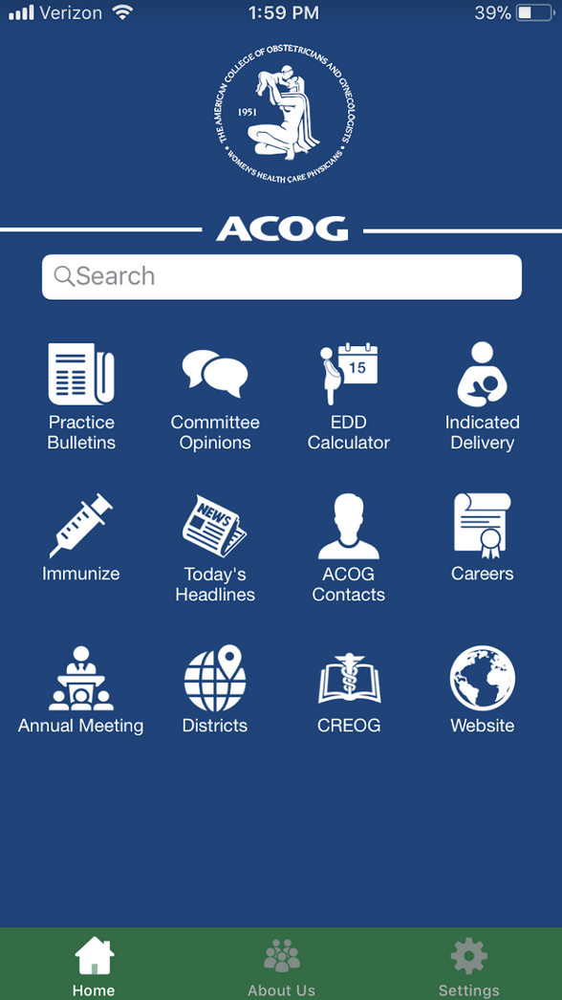 Verizon 1:59 PM 39%
THE AMERICAN COLLEGE OF OBSTETRICIANS AND GYNECOLOGISTS
1951
• WOMEN'S HEALTH CARE PHYSICIANS •
ACOG
Search
15
Practice Bulletins
Committee Opinions
EDD Calculator
Indicated Delivery
NEWS
Immunize
Today's Headlines
ACOG Contacts
Careers
Annual Meeting
Districts
CREOG
Website
Home
About Us
Settings